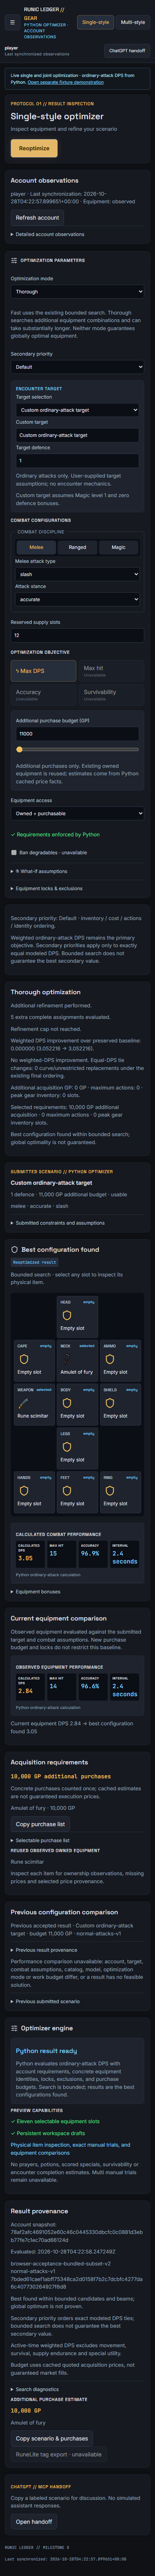 RUNIC LEDGER //
GEAR
PYTHON OPTIMIZER ·
ACCOUNT
OBSERVATIONS
Single-style
Multi-style
player
Last synchronized observations
ChatGPT handoff
Live single and joint optimization · ordinary-attack DPS from
Python. Open separate fixture demonstration
PROTOCOL 01 // RESULT INSPECTION
Single-style optimizer
Inspect equipment and refine your scenario
Reoptimize
Account observations
player · Last synchronization: 2026-10-
28T04:22:57.899651+00:00 · Equipment: observed
Refresh account
▸ Detailed account observations
OPTIMIZATION PARAMETERS
Optimization mode
Thorough
Fast uses the existing bounded search. Thorough
searches additional equipment combinations and can
take substantially longer. Neither mode guarantees
globally optimal equipment.
Secondary priority
Default
ENCOUNTER TARGET
Target selection
Custom ordinary-attack target
Custom target
Custom ordinary-attack target
Target defence
1
Ordinary attacks only. User-supplied target
assumptions; no encounter mechanics.
Custom target assumes Magic level 1 and zero
defence bonuses.
COMBAT CONFIGURATIONS
COMBAT DISCIPLINE
Melee
Ranged
Magic
Melee attack type
slash
Attack stance
accurate
Reserved supply slots
12
OPTIMIZATION OBJECTIVE
Max DPS
Max hit
Unavailable
Accuracy
Unavailable
Survivability
Unavailable
Additional purchase budget (GP)
11000
Additional purchases only. Existing owned
equipment is reused; estimates come from Python
cached price facts.
Equipment access
Owned + purchasable
✓ Requirements enforced by Python
Ban degradables · unavailable
▸ What-if assumptions
▸ Equipment locks & exclusions
Secondary priority: Default · inventory / cost / actions
/ identity ordering.
Weighted ordinary-attack DPS remains the primary
objective. Secondary priorities apply only to exactly
equal modeled DPS. Bounded search does not
guarantee the best secondary value.
Thorough optimization
Additional refinement performed.
5 extra complete assignments evaluated.
Refinement cap not reached.
Weighted DPS improvement over preserved baseline:
0.000000 (3.052216 → 3.052216).
No weighted-DPS improvement. Equal-DPS tie
changes: 0 curve/restricted replacements under the
existing final ordering.
Additional acquisition GP: 0 GP · maximum actions: 0 ·
peak gear inventory: 0 slots.
Selected requirements: 10,000 GP additional
acquisition · 0 maximum actions · 0 peak gear
inventory slots.
Best configuration found within bounded search;
global optimality is not guaranteed.
SUBMITTED SCENARIO // PYTHON OPTIMIZER
Custom ordinary-attack target
1 defence · 11,000 GP additional budget · usable
melee · accurate · slash
▸ Submitted constraints and assumptions
Best configuration found
Reoptimized result
Bounded search · select any slot to inspect its
physical item.
HEAD empty
Empty slot
CAPE empty
Empty slot
NECK selected
Amulet of fury
AMMO empty
Empty slot
WEAPON selected
Rune scimitar
BODY empty
Empty slot
SHIELD empty
Empty slot
LEGS empty
Empty slot
HANDS empty
Empty slot
FEET empty
Empty slot
RING empty
Empty slot
CALCULATED COMBAT PERFORMANCE
CALCULATED DPS
3.05
MAX HIT
15
ACCURACY
96.9%
INTERVAL
2.4 seconds
Python ordinary-attack calculation
▸ Equipment bonuses
Current equipment comparison
Observed equipment evaluated against the submitted
target and combat assumptions. New purchase
budget and locks do not restrict this baseline.
OBSERVED EQUIPMENT PERFORMANCE
CALCULATED DPS
2.84
MAX HIT
14
ACCURACY
96.6%
INTERVAL
2.4 seconds
Python ordinary-attack calculation
Current equipment DPS 2.84 → best configuration
found 3.05
Acquisition requirements
10,000 GP additional purchases
Concrete purchases counted once; cached estimates
are not guaranteed execution prices.
Amulet of fury · 10,000 GP
Copy purchase list
▸ Selectable purchase list
REUSED OBSERVED OWNED EQUIPMENT
Rune scimitar
Inspect each item for ownership observations, missing
prices and selected price provenance.
Previous configuration comparison
Previous accepted result · Custom ordinary-attack
target · budget 11,000 GP · normal-attacks-v1
▸ Previous provenance
Performance comparison unavailable: account, target,
combat assumptions, catalog, model, optimization
mode or work budget differ, or a result has no feasible
solution.
▸ Previous submitted scenario
Optimizer engine
Python result ready
Python evaluates ordinary-attack DPS with
account requirements, concrete equipment
identities, locks, exclusions, and purchase
budgets. Search is bounded; results are the best
configurations found.
PREVIEW CAPABILITIES
✓ Eleven selectable equipment slots
✓ Persistent workspace drafts
Physical item inspection, exact manual trials, and
equipment comparisons
No prayers, potions, scored specials, survivability or
encounter completion estimates. Multi manual trials
remain unavailable.
Result provenance
Evaluated: 2026-10-28T04:22:58.247249Z
browser-acceptance-bundled-subset-v2
normal-attacks-v1
Best found within bounded candidates and beams;
global optimum is not proven.
Secondary priority orders exact modeled DPS ties;
bounded search does not guarantee the best
secondary value.
Active-time weighted DPS excludes movement,
survival, supply endurance and special utility.
Budget uses cached quoted acquisition prices, not
guaranteed market fills.
▸ Search diagnostics
ADDITIONAL PURCHASE ESTIMATE
10,000 GP
Amulet of fury
Copy scenario & purchases
RuneLite tag export · unavailable
CHATGPT // MCP HANDOFF
Copy a labeled scenario for discussion. No simulated
assistant responses.
Open handoff
RUNIC LEDGER // MILESTONE 5
Last synchronized: 2026-10-28T04:22:57.899651+00:00